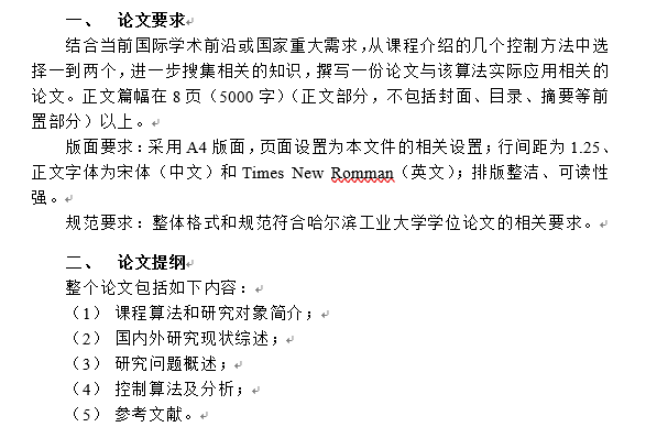 一、 论文要求
结合当前国际学术前沿或国家重大需求，从课程介绍的几个控制方法中选
择一到两个，进一步搜集相关的知识，撰写一份论文与该算法实际应用相关的
论文。正文篇幅在 8 页（5000 字）（正文部分，不包括封面、目录、摘要等前
置部分）以上。
版面要求：采用 A4 版面，页面设置为本文件的相关设置；行间距为 1.25、
正文字体为宋体（中文）和 Times New Romman（英文）；排版整洁、可读性
强。
规范要求：整体格式和规范符合哈尔滨工业大学学位论文的相关要求。
二、 论文提纲
整个论文包括如下内容：
（1） 课程算法和研究对象简介；
（2） 国内外研究现状综述；
（3） 研究问题概述；
（4） 控制算法及分析；
（5） 参考文献。